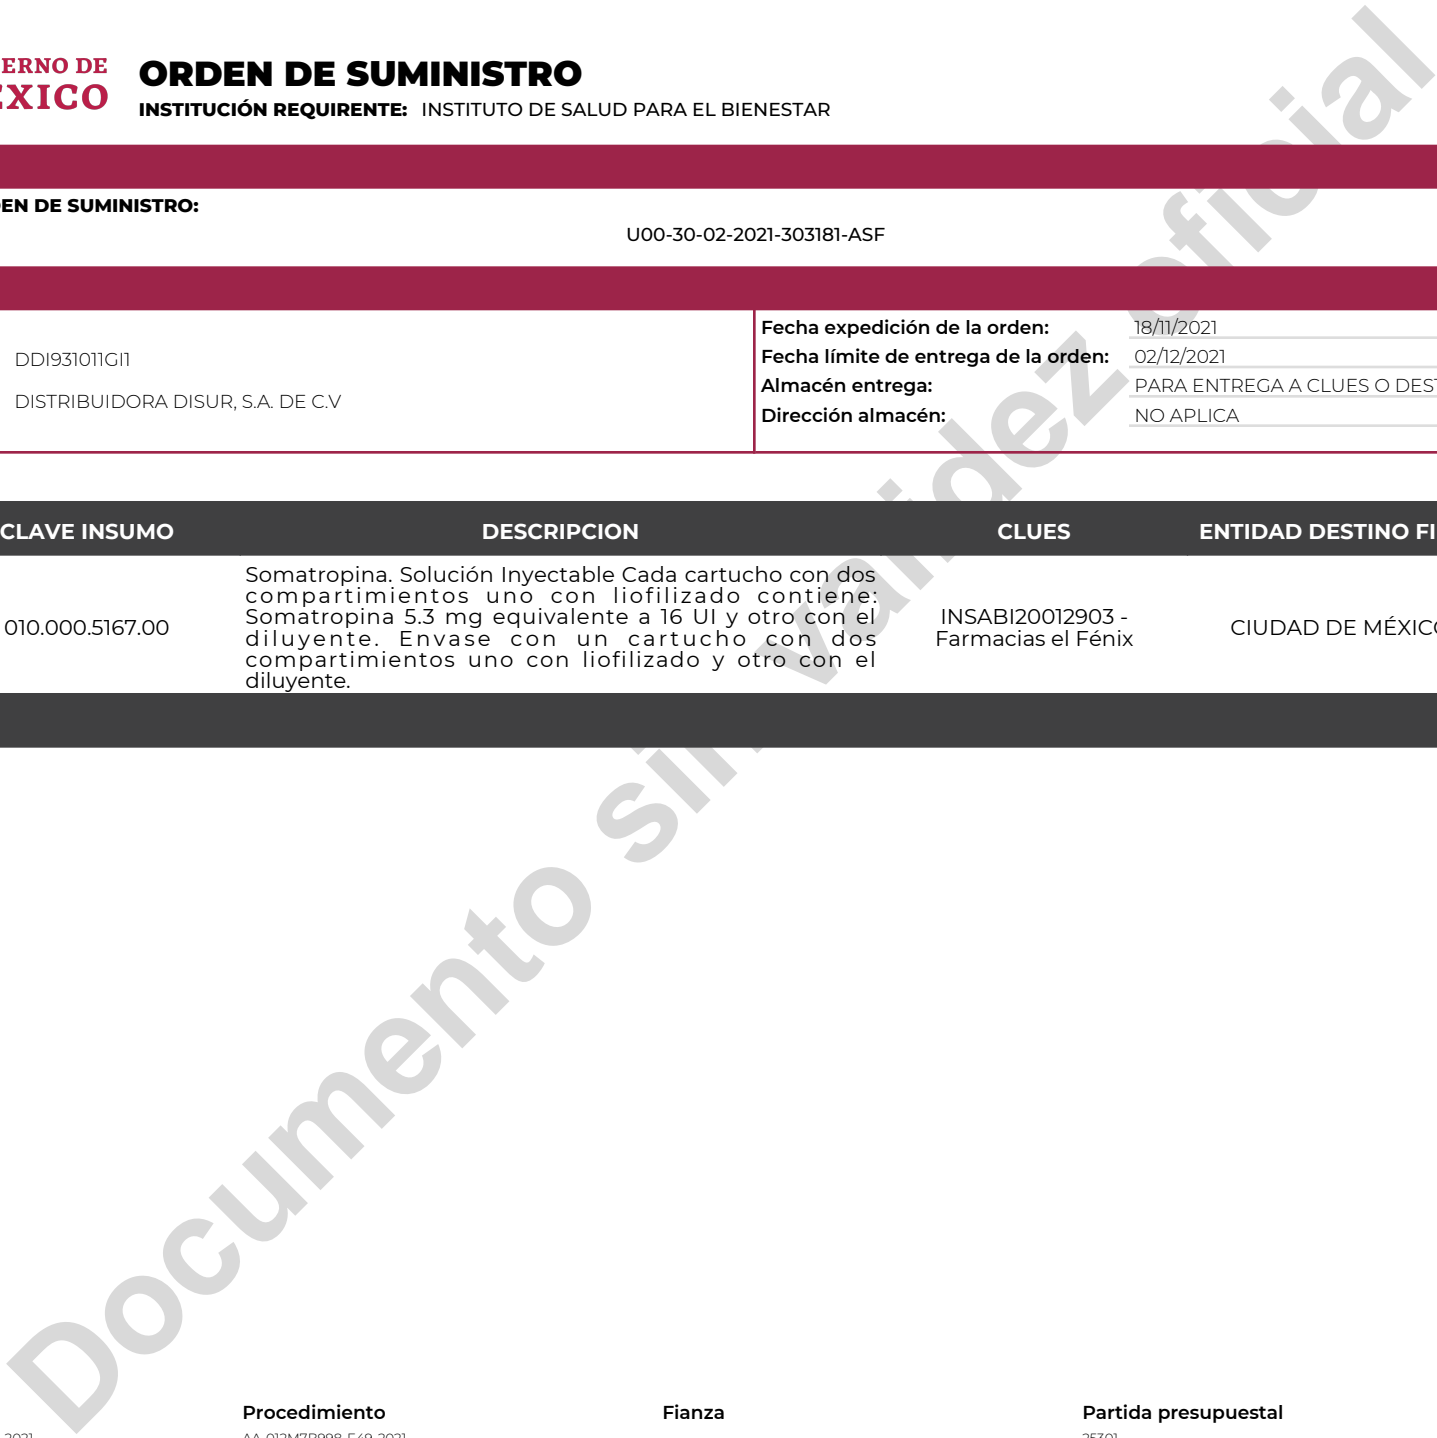 ERNO DE
ÉXICO
ORDEN DE SUMINISTRO
INSTITUCIÓN REQUIRENTE: INSTITUTO DE SALUD PARA EL BIENESTAR
EN DE SUMINISTRO:
U00-30-02-2021-303181-ASF
DDI931011GI1
DISTRIBUIDORA DISUR, S.A. DE C.V
Fecha expedición de la orden: 18/11/2021
Fecha límite de entrega de la orden: 02/12/2021
Almacén entrega: PARA ENTREGA A CLUES O DEST
Dirección almacén: NO APLICA
CLAVE INSUMO DESCRIPCION CLUES ENTIDAD DESTINO FI
010.000.5167.00
Somatropina. Solución Inyectable Cada cartucho con dos
compartimientos uno con liofilizado contiene:
Somatropina 5.3 mg equivalente a 16 UI y otro con el
diluyente. Envase con un cartucho con dos
compartimientos uno con liofilizado y otro con el
diluyente.
INSABI20012903 -
Farmacias el Fénix
CIUDAD DE MÉXICO
Documento sin validez oficial
Procedimiento Fianza Partida presupuestal